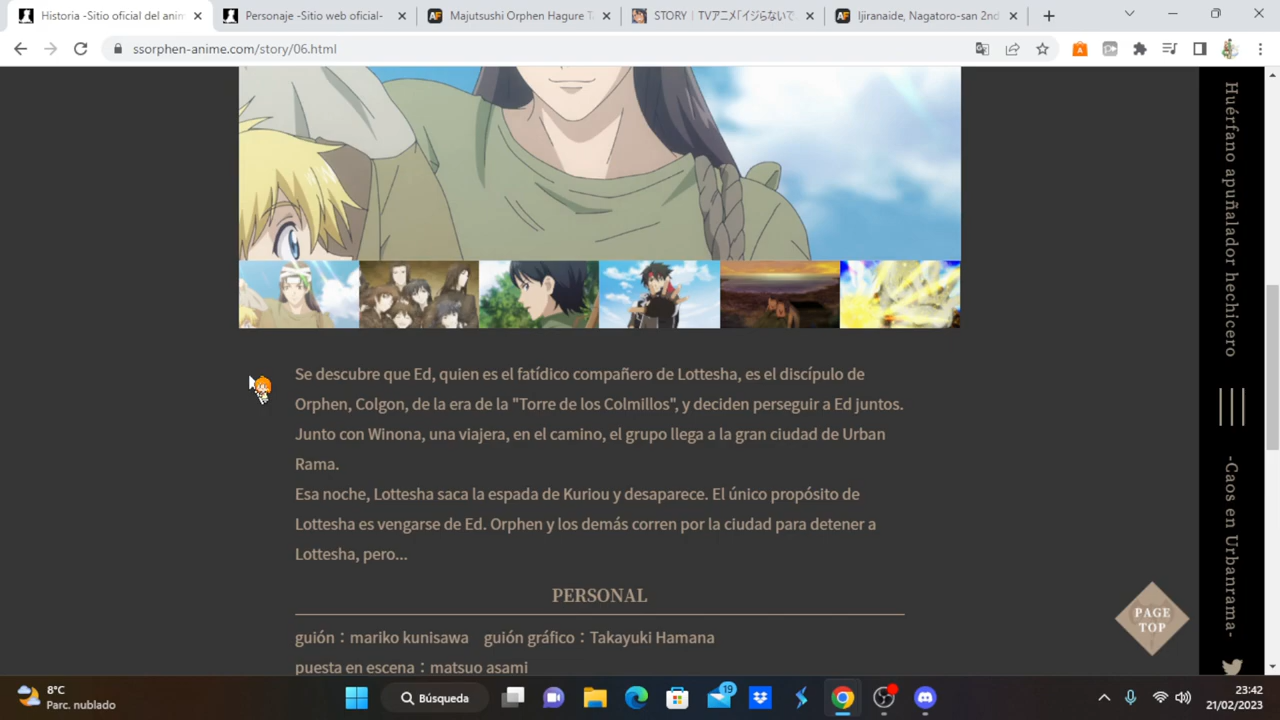 Historia -Sitio oficial del anim
Personaje -Sitio web oficial-
Majutsushi Orphen Hagure T
STORY | TVアニメ「イジらないで
Ijiranaide, Nagatoro-san 2nd
ssorphen-anime.com/story/06.html
Huérfano apuñalador hechicero
-Caos en Urbanrama-
Se descubre que Ed, quien es el fatídico compañero de Lottesha, es el discípulo de
Orphen, Colgon, de la era de la "Torre de los Colmillos", y deciden perseguir a Ed juntos.
Junto con Winona, una viajera, en el camino, el grupo llega a la gran ciudad de Urban
Rama.
Esa noche, Lottesha saca la espada de Kuriou y desaparece. El único propósito de
Lottesha es vengarse de Ed. Orphen y los demás corren por la ciudad para detener a
Lottesha, pero...
PERSONAL
guión：mariko kunisawa guión gráfico：Takayuki Hamana
puesta en escena：matsuo asami
PAGE
TOP
8°C
Parc. nublado
Búsqueda
19
23:42
21/02/2023